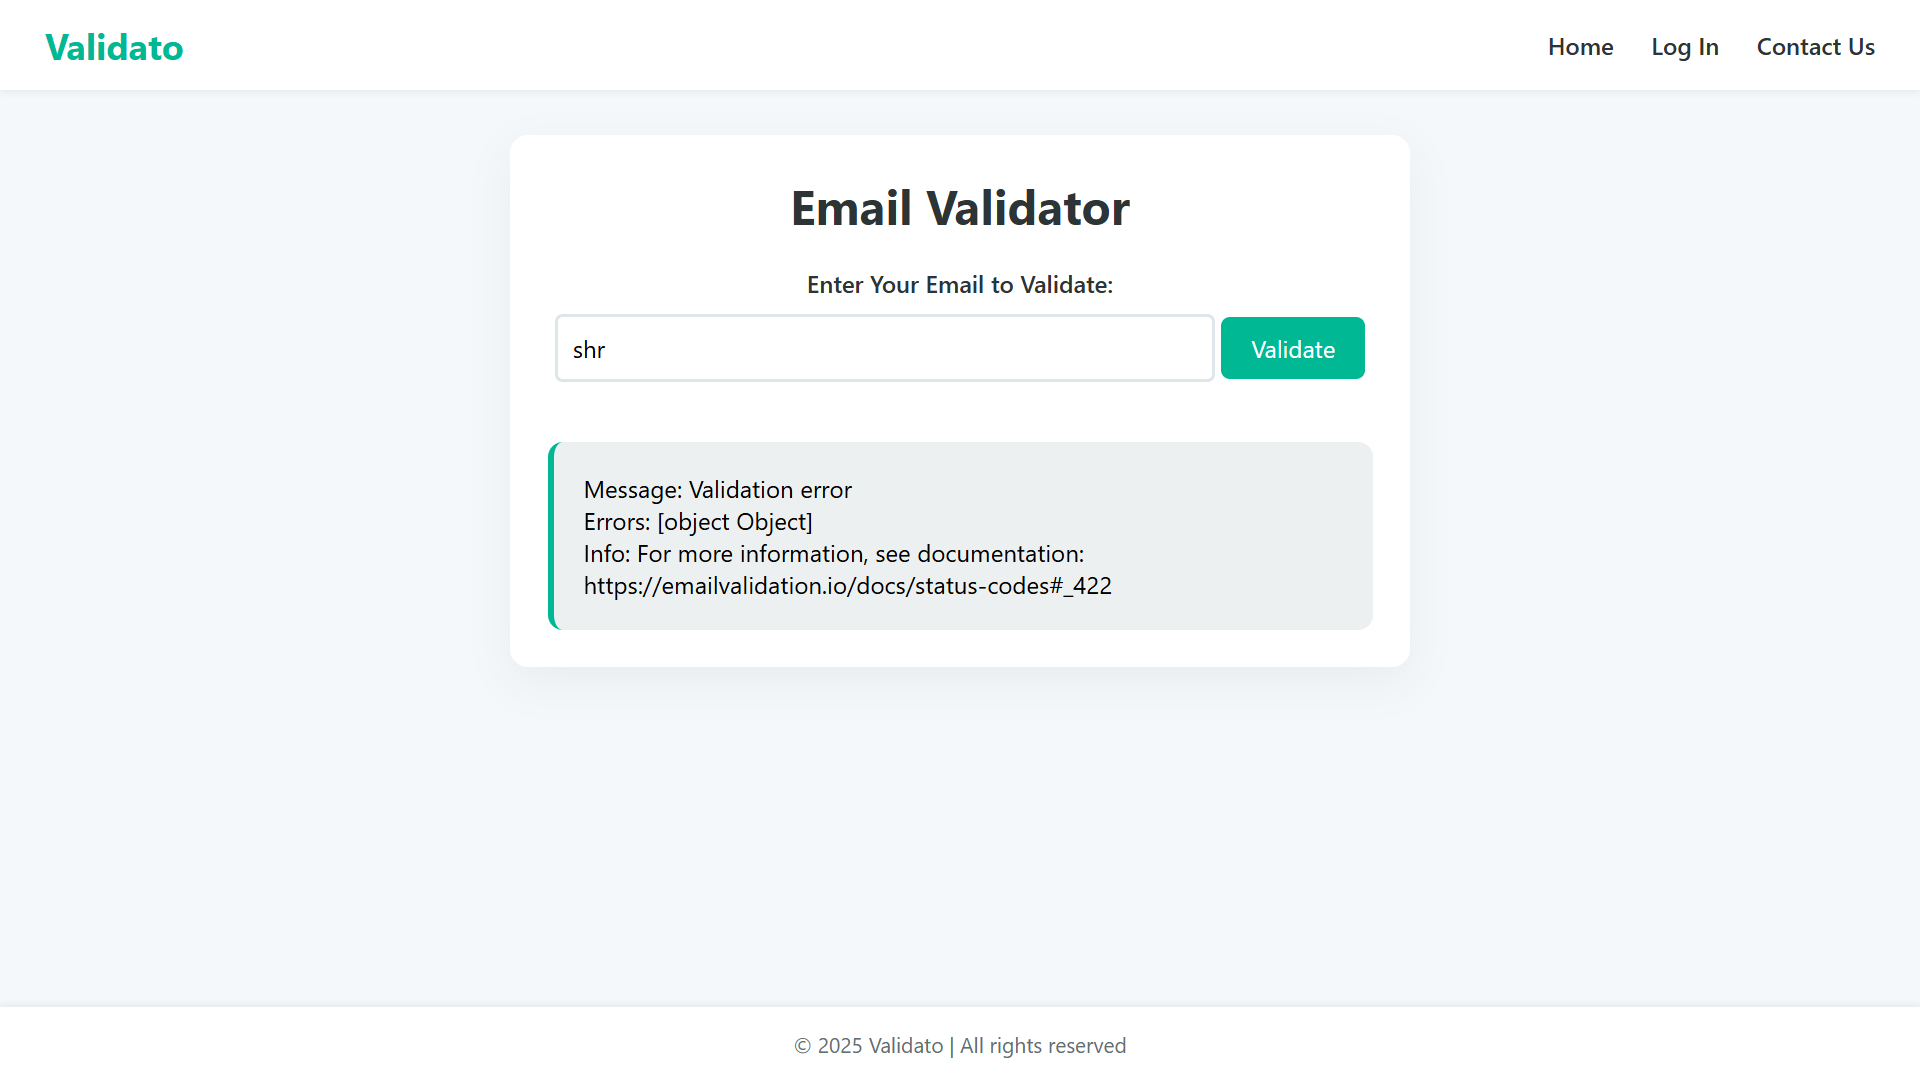 Validato
Home Log In Contact Us
Email Validator
Enter Your Email to Validate:
shr
Validate
Message: Validation error
Errors: [object Object]
Info: For more information, see documentation:
https://emailvalidation.io/docs/status-codes#_422
© 2025 Validato | All rights reserved